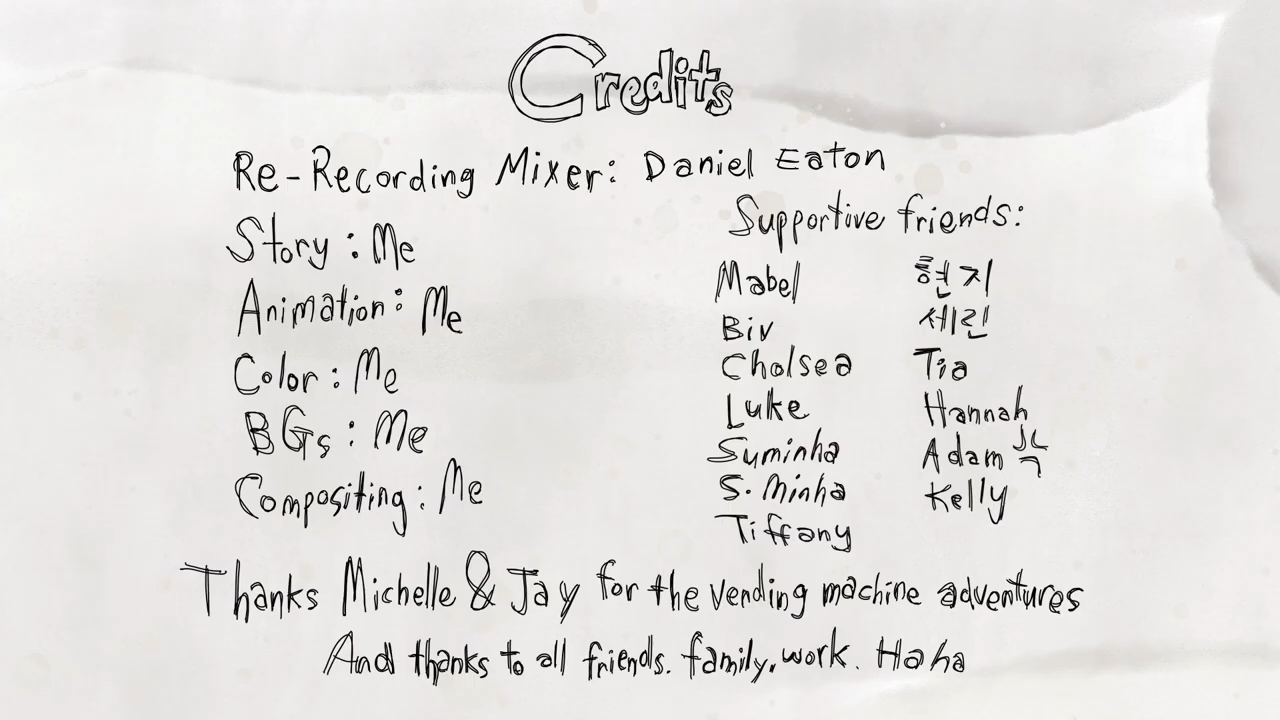 Credits
Re-Recording Mixer: Daniel Eaton
Story: Me
Animation: Me
Color: Me
BGs: Me
Compositing: Me
Supportive friends:
Mabel
Biv
Cholsea
Luke
Suminha
S. Minha
Tiffany
현지
세린
Tia
Hannah
Adam
Kelly
Thanks Michelle & Jay for the vending machine adventures
And thanks to all friends. family. work. Haha